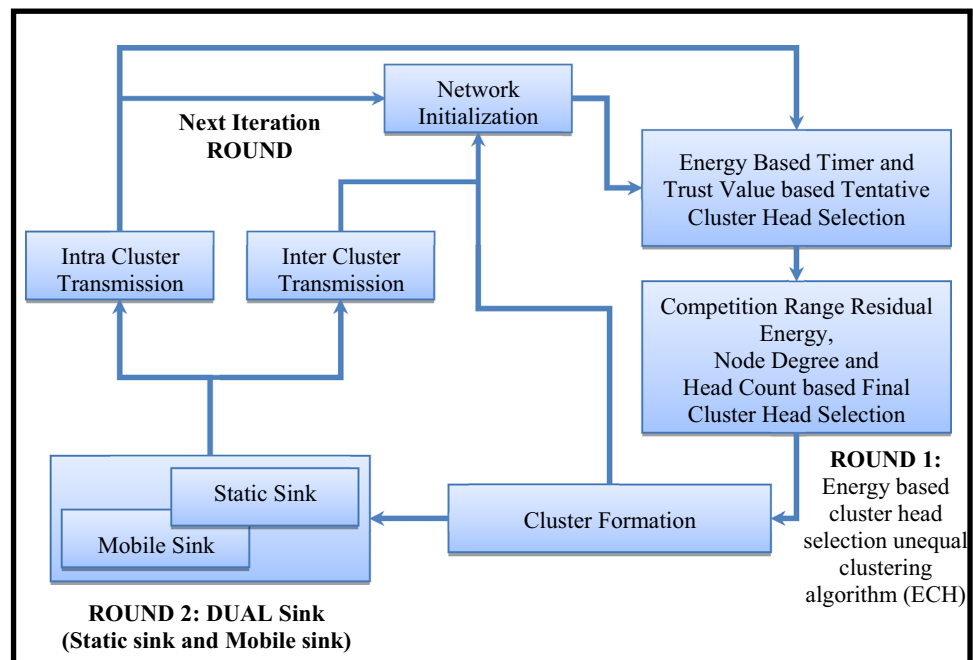 Network
Initialization
Next Iteration
ROUND
Energy Based Timer and
Trust Value based Tentative
Cluster Head Selection
Intra Cluster
Transmission
Inter Cluster
Transmission
Competition Range Residual
Energy,
Node Degree and
Head Count based Final
Cluster Head Selection
ROUND 1:
Energy based
cluster head
selection unequal
clustering
algorithm (ECH)
Static Sink
Mobile Sink
Cluster Formation
ROUND 2: DUAL Sink
(Static sink and Mobile sink)